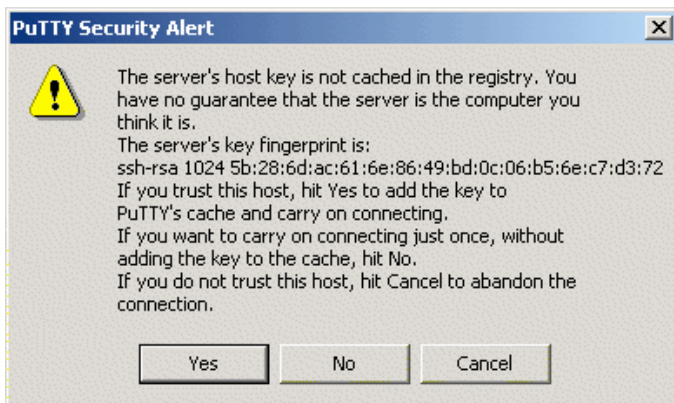 PuTTY Security Alert
The server's host key is not cached in the registry. You
have no guarantee that the server is the computer you
think it is.
The server's key fingerprint is:
ssh-rsa 1024 5b:28:6d:ac:61:6e:86:49:bd:0c:06:b5:6e:c7:d3:72
If you trust this host, hit Yes to add the key to
PuTTY's cache and carry on connecting.
If you want to carry on connecting just once, without
adding the key to the cache, hit No.
If you do not trust this host, hit Cancel to abandon the
connection.
Yes No Cancel